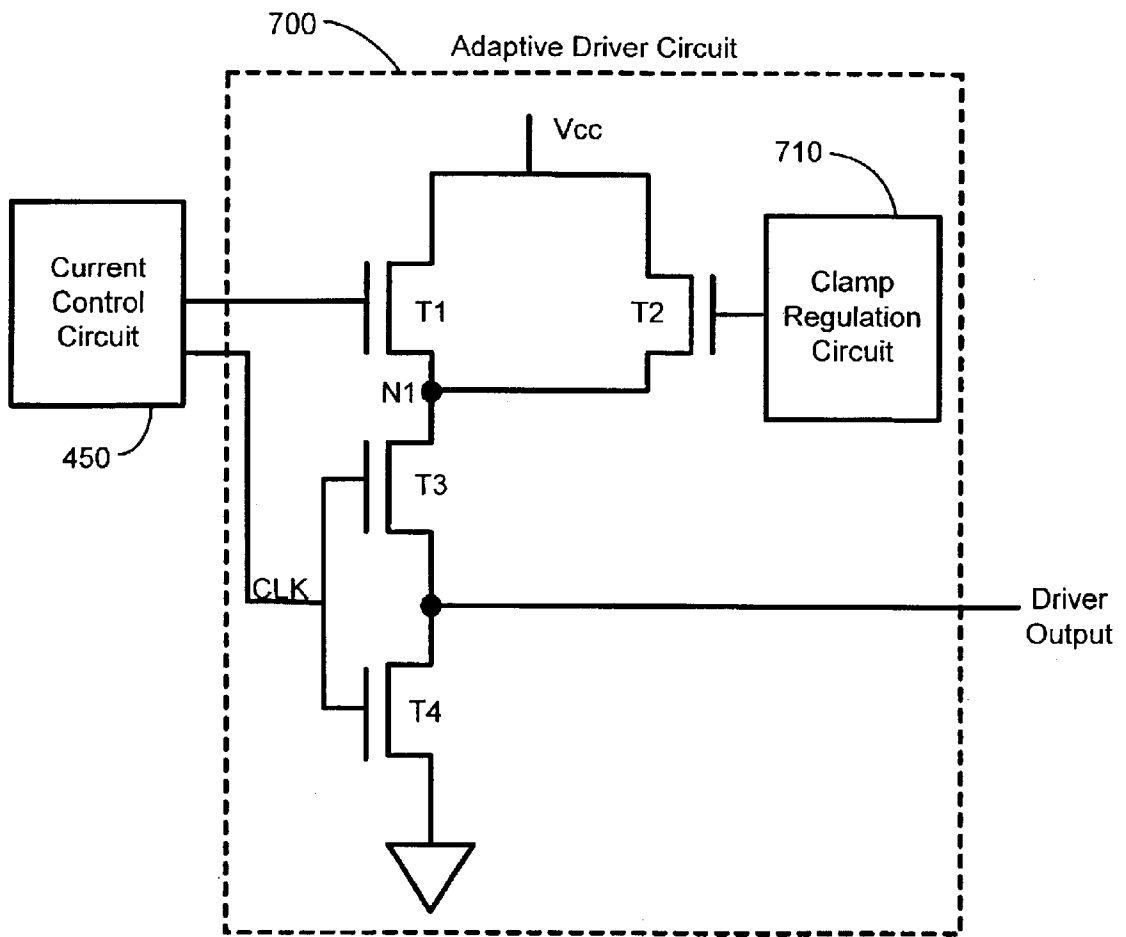 700
Adaptive Driver Circuit
Vcc
710
Current
Control
Circuit
T1
T2
Clamp
Regulation
Circuit
N1
450
T3
CLK
Driver
Output
T4